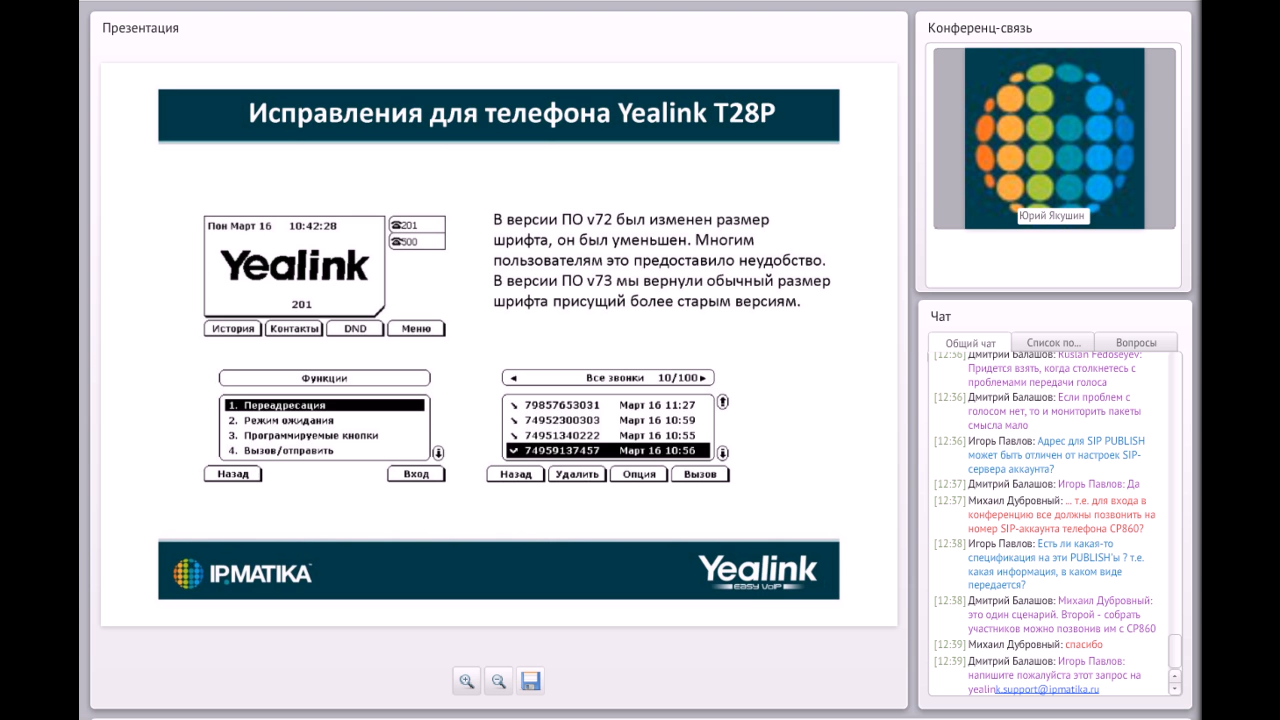 Презентация
Исправления для телефона Yealink T28P
Пон Март 16 10:42:28
201
500
Yealink
201
История Контакты DND Меню
В версии ПО v72 был изменен размер
шрифта, он был уменьшен. Многим
пользователям это предоставило неудобство.
В версии ПО v73 мы вернули обычный размер
шрифта присущий более старым версиям.
Функции
1. Переадресация
2. Режим ожидания
3. Программируемые кнопки
4. Вызов/отправить
Назад Вход
Все звонки 10/100
79857653031 Март 16 11:27
74952300303 Март 16 10:59
74951340222 Март 16 10:55
74959137457 Март 16 10:56
Назад Удалить Опция Вызов
IPMATIKA
Yealink
EASY VoIP
Конференц-связь
Юрий Якушин
Чат
Общий чат Список по... Вопросы
[12:36] Дмитрий Балашов: Ruslan Fedoseyev:
Придется взять, когда столкнетесь с
проблемами передачи голоса
[12:36] Дмитрий Балашов: Если проблем с
голосом нет, то и мониторить пакеты
смысла мало
[12:36] Игорь Павлов: Адрес для SIP PUBLISH
может быть отличен от настроек SIP-
сервера аккаунта?
[12:37] Дмитрий Балашов: Игорь Павлов: Да
[12:37] Михаил Дубровный: ... т.е. для входа в
конференцию все должны позвонить на
номер SIP-аккаунта телефона CP860?
[12:38] Игорь Павлов: Есть ли какая-то
спецификация на эти PUBLISH'ы ? т.е.
какая информация, в каком виде
передается?
[12:38] Дмитрий Балашов: Михаил Дубровный:
это один сценарий. Второй - собрать
участников можно позвонив им с CP860
[12:39] Михаил Дубровный: спасибо
[12:39] Дмитрий Балашов: Игорь Павлов:
напишите пожалуйста этот запрос на
yealink.support@ipmatika.ru